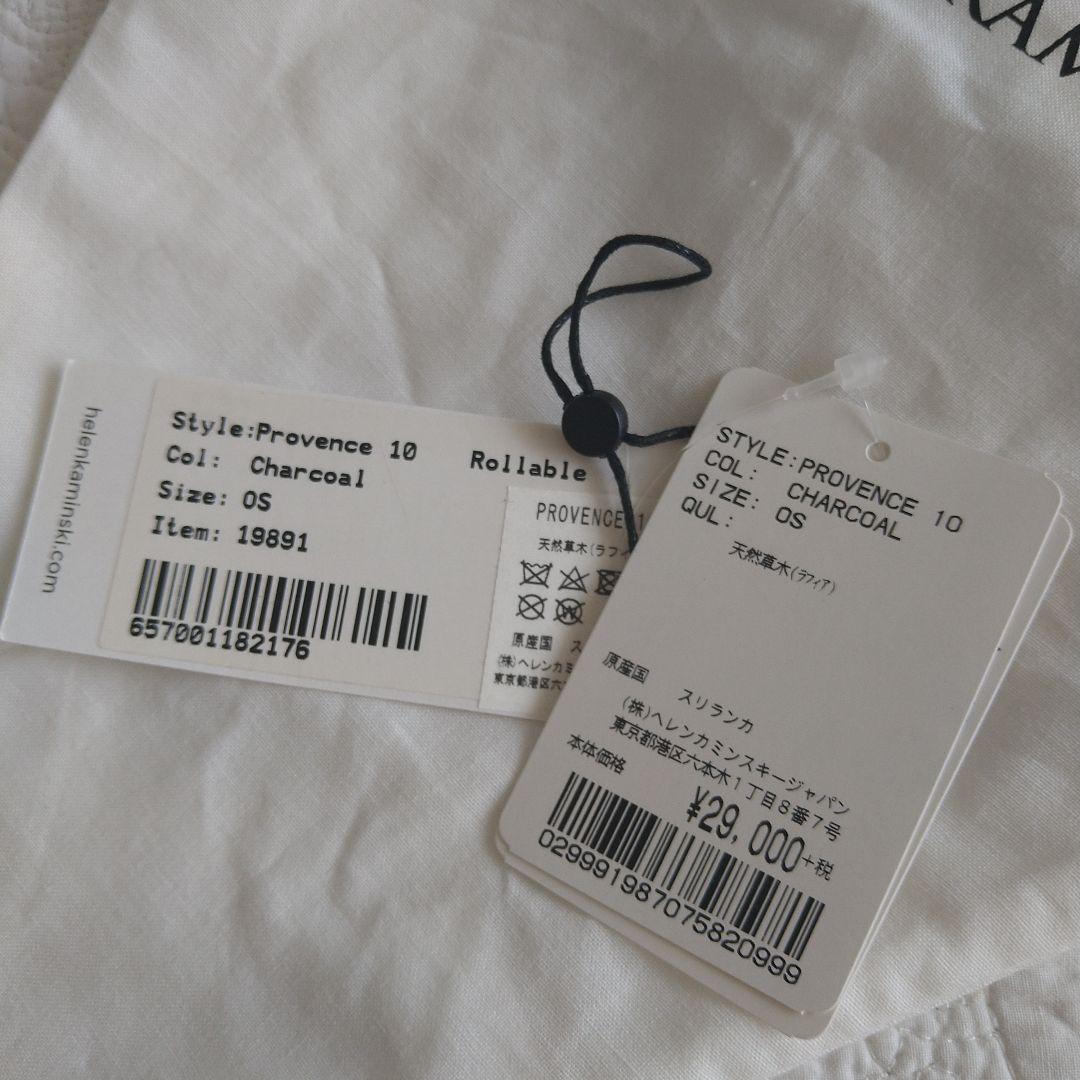 helenkaminski.com
Style:Provence 10 Rollable
Col: Charcoal
Size: OS
Item: 19891
657001182176
PROVENCE 1
天然草木(ラフィ
原産国 ス
(株)ヘレンカミ
東京都港区六
STYLE:PROVENCE 10
COL: CHARCOAL
SIZE: OS
QUL:
天然草木(ラフィア)
原産国 スリランカ
(株)ヘレンカミンスキージャパン
東京都港区六本木1丁目8番7号
本体価格
¥29,000+税
029991987075820999